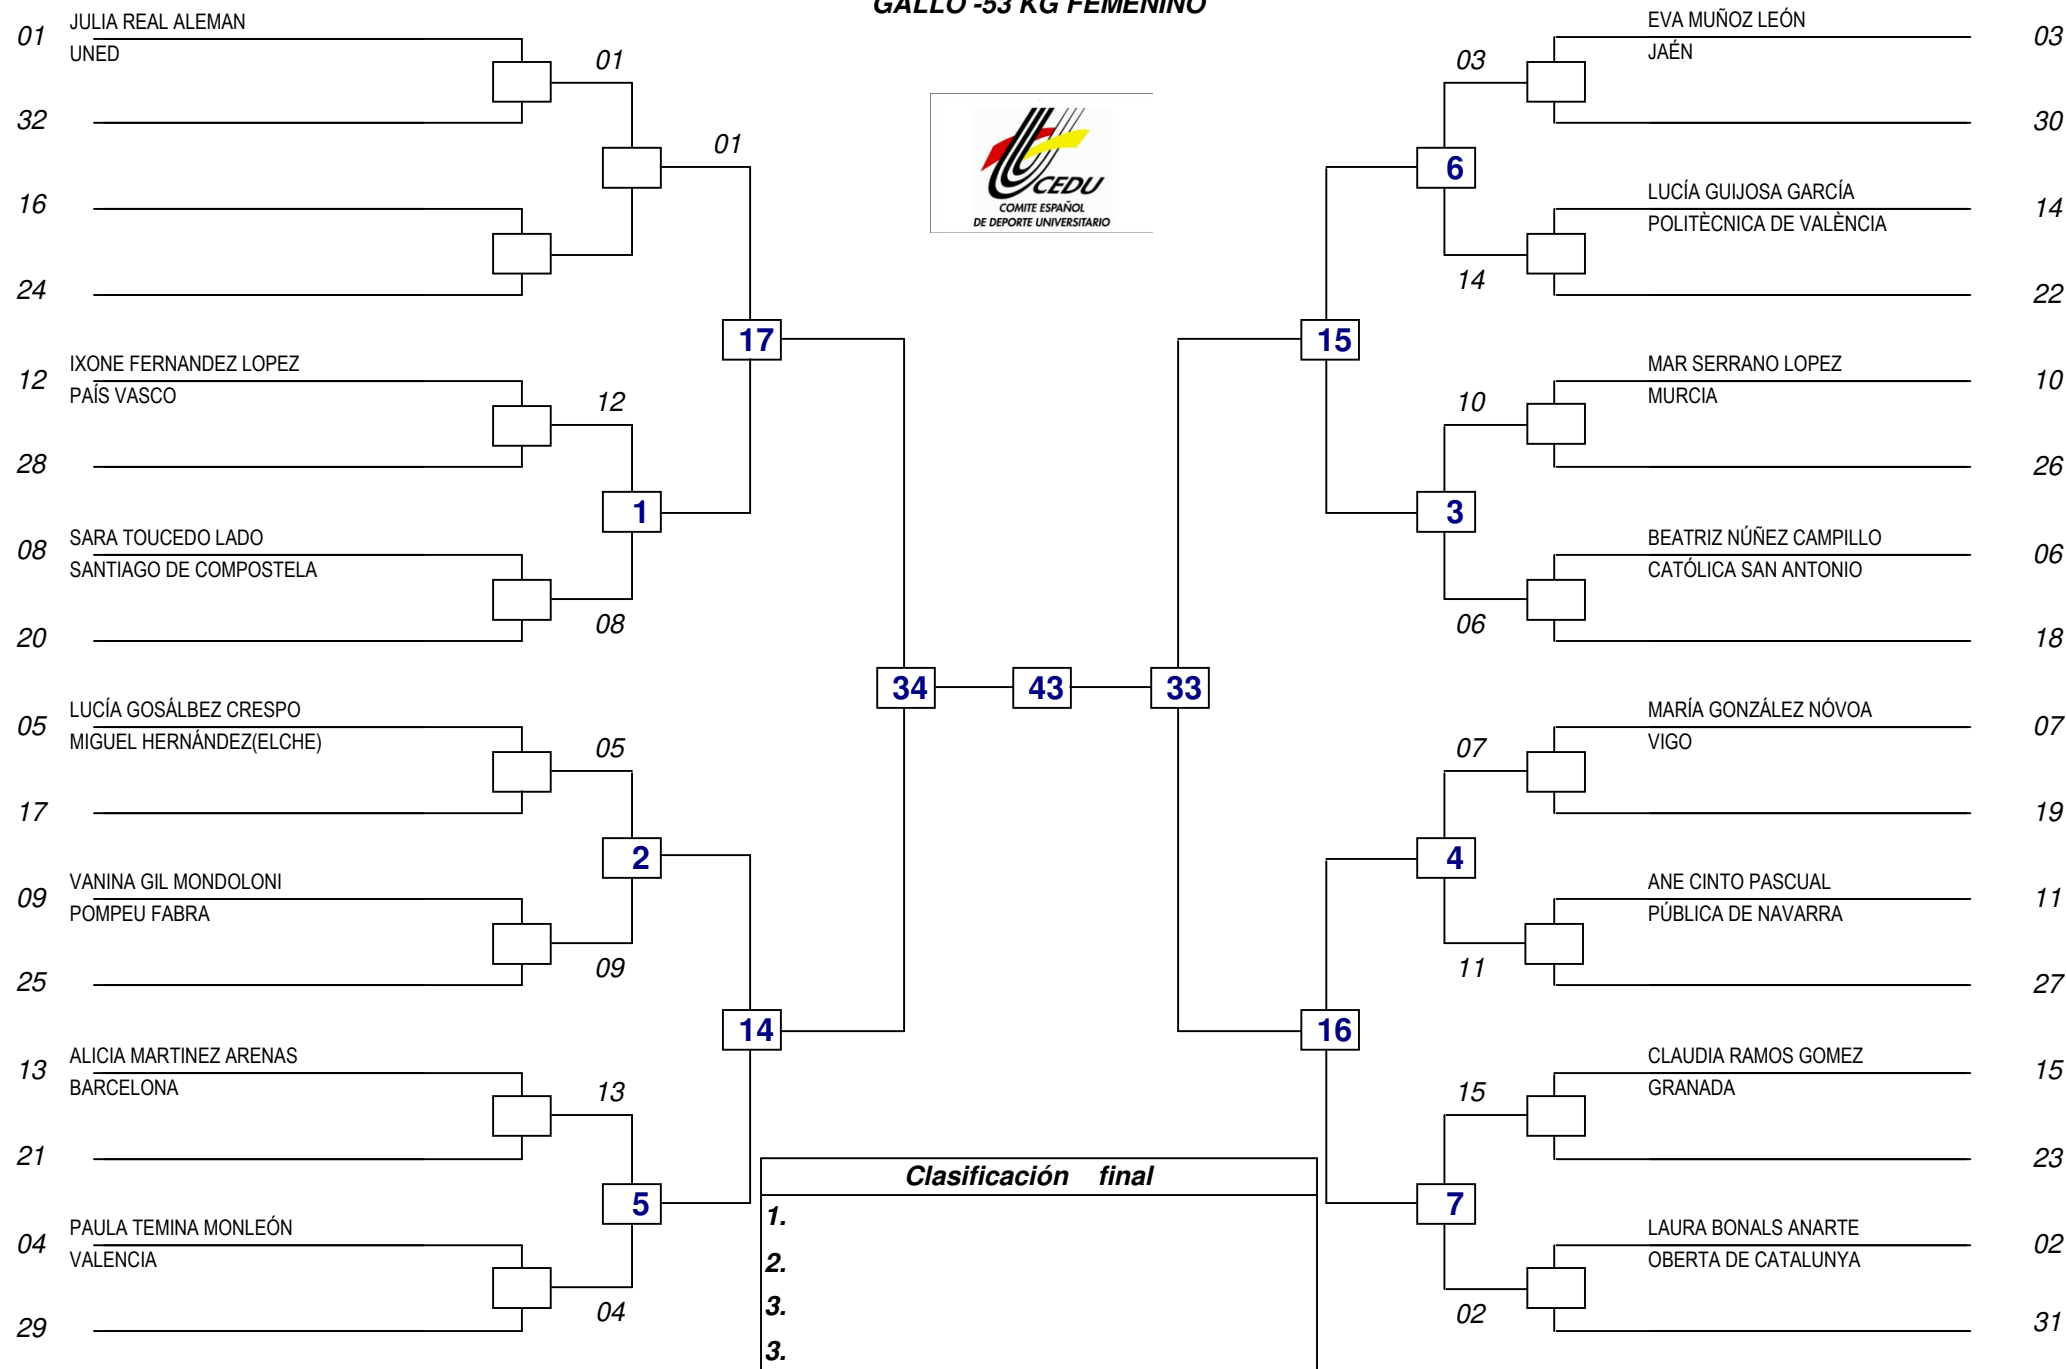 GALLO -53 KG FEMENINO
01
JULIA REAL ALEMAN
UNED
01
32
01
16
24
17
12
IXONE FERNANDEZ LOPEZ
PAÍS VASCO
12
28
1
08
SARA TOUCEDO LADO
SANTIAGO DE COMPOSTELA
08
20
34
05
LUCÍA GOSÁLBEZ CRESPO
MIGUEL HERNÁNDEZ(ELCHE)
05
17
2
09
VANINA GIL MONDOLONI
POMPEU FABRA
09
25
14
13
ALICIA MARTINEZ ARENAS
BARCELONA
13
21
5
04
PAULA TEMINA MONLEÓN
VALENCIA
04
29
CEDU
COMITE ESPAÑOL
DE DEPORTE UNIVERSITARIO
43
EVA MUÑOZ LEÓN
03
JAÉN
03
30
6
LUCÍA GUIJOSA GARCÍA
14
POLITÈCNICA DE VALÈNCIA
14
22
15
MAR SERRANO LOPEZ
10
MURCIA
10
26
3
BEATRIZ NÚÑEZ CAMPILLO
06
CATÓLICA SAN ANTONIO
06
18
33
MARÍA GONZÁLEZ NÓVOA
07
VIGO
07
19
4
ANE CINTO PASCUAL
11
PÚBLICA DE NAVARRA
11
27
16
CLAUDIA RAMOS GOMEZ
15
GRANADA
15
23
7
LAURA BONALS ANARTE
02
OBERTA DE CATALUNYA
02
31
Clasificación final
1.
2.
3.
3.